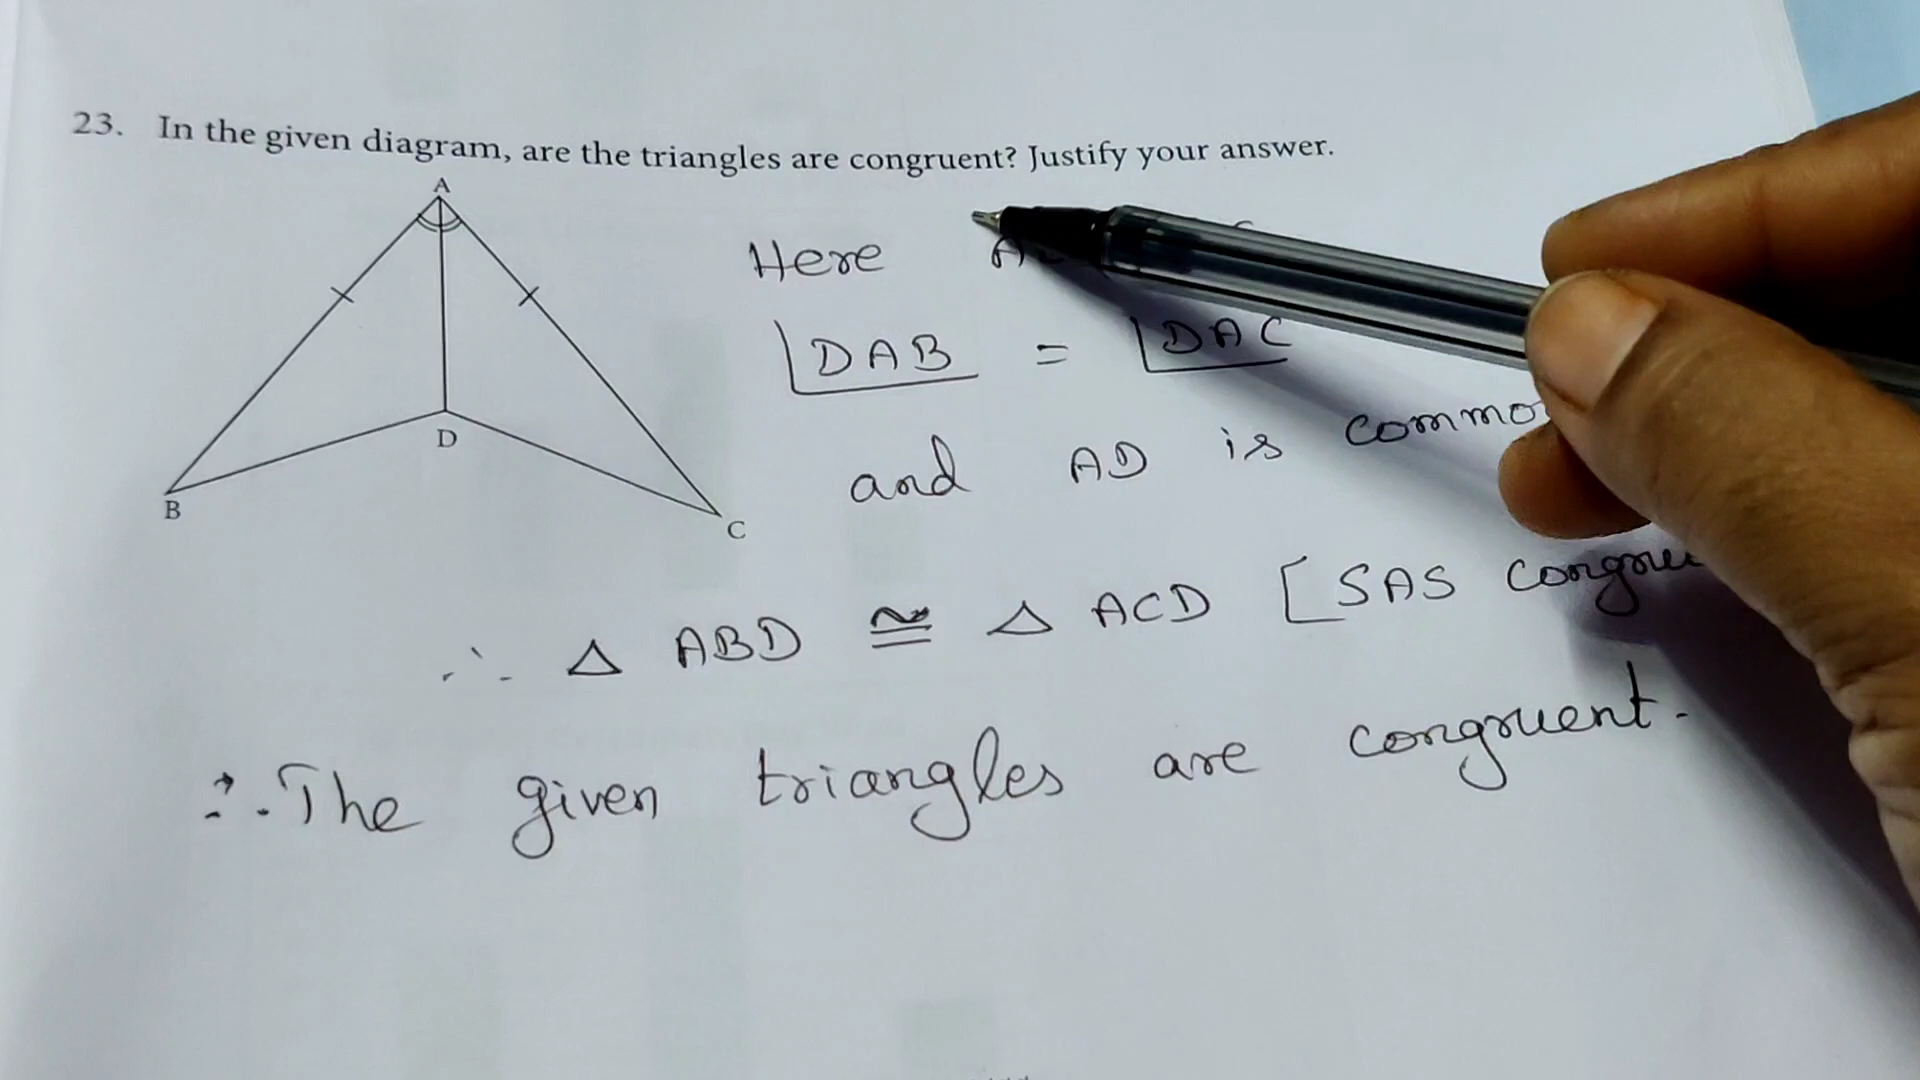 23. In the given diagram, are the triangles are congruent? Justify your answer.
A
D
B
C
Here
∠DAB = ∠DAC
and AD is
∴ △ ABD ≅ △ ACD [SAS
∴ The given triangles are congruent.